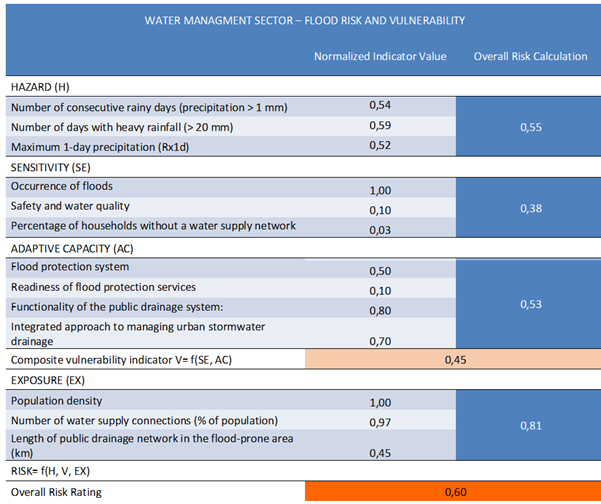 WATER MANAGMENT SECTOR – FLOOD RISK AND VULNERABILITY
Normalized Indicator Value Overall Risk Calculation
HAZARD (H)
Number of consecutive rainy days (precipitation > 1 mm) 0,54
Number of days with heavy rainfall (> 20 mm) 0,59 0,55
Maximum 1-day precipitation (Rx1d) 0,52
SENSITIVITY (SE)
Occurrence of floods 1,00
Safety and water quality 0,10 0,38
Percentage of households without a water supply network 0,03
ADAPTIVE CAPACITY (AC)
Flood protection system 0,50
Readiness of flood protection services 0,10
Functionality of the public drainage system: 0,80 0,53
Integrated approach to managing urban stormwater
drainage 0,70
Composite vulnerability indicator V= f(SE, AC) 0,45
EXPOSURE (EX)
Population density 1,00
Number of water supply connections (% of population) 0,97 0,81
Length of public drainage network in the flood-prone area
(km) 0,45
RISK= f(H, V, EX)
Overall Risk Rating 0,60